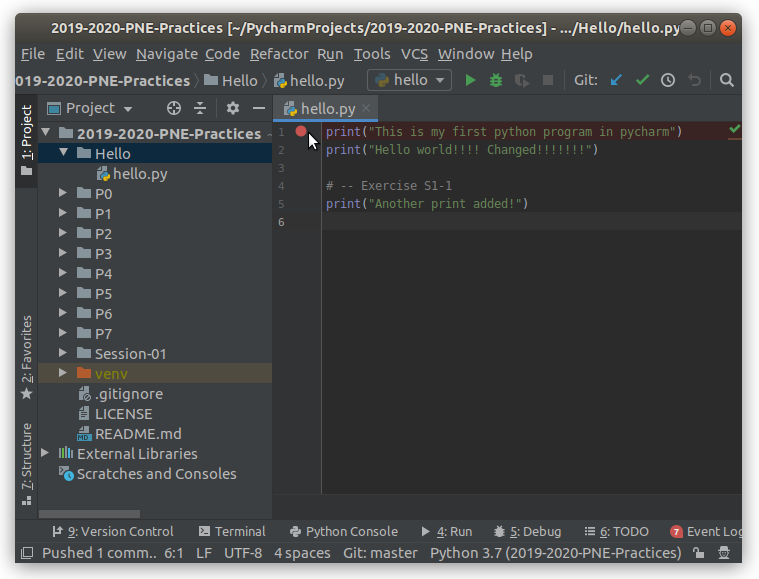 2019-2020-PNE-Practices [~/PycharmProjects/2019-2020-PNE-Practices] - .../Hello/hello.py
File Edit View Navigate Code Refactor Run Tools VCS Window Help
019-2020-PNE-Practices Hello hello.py hello Git:
Project
hello.py
1: Project
2: Favorites
7: Structure
2019-2020-PNE-Practices
Hello
hello.py
P0
P1
P2
P3
P4
P5
P6
P7
Session-01
venv
.gitignore
LICENSE
README.md
External Libraries
Scratches and Consoles
1 print("This is my first python program in pycharm")
2 print("Hello world!!!! Changed!!!!!!!")
3
4 # -- Exercise S1-1
5 print("Another print added!")
6
9: Version Control Terminal Python Console 4: Run 5: Debug 6: TODO 7 Event Log
Pushed 1 comm.. 6:1 LF UTF-8 4 spaces Git: master Python 3.7 (2019-2020-PNE-Practices)